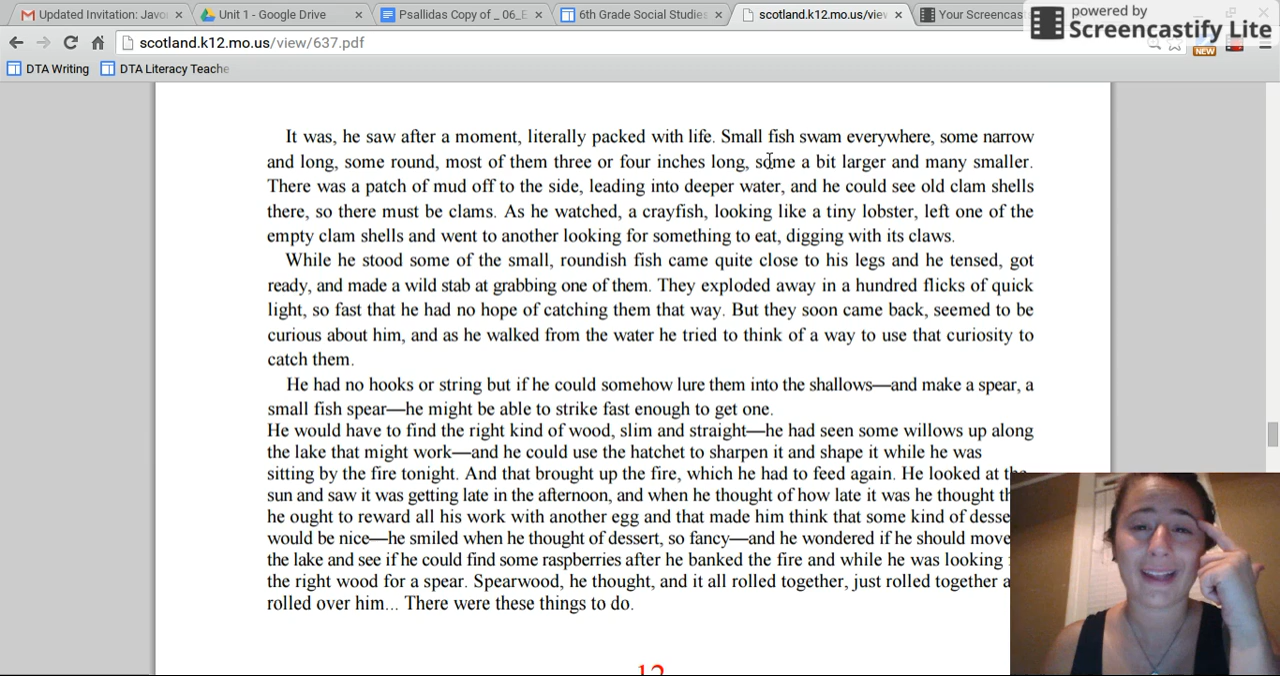 Updated Invitation: Javo
Unit 1 - Google Drive
Psallidas Copy of _ 06_E
6th Grade Social Studies
scotland.k12.mo.us/view
Your Screencas
powered by
Screencastify Lite
scotland.k12.mo.us/view/637.pdf
NEW
DTA Writing
DTA Literacy Teache
It was, he saw after a moment, literally packed with life. Small fish swam everywhere, some narrow
and long, some round, most of them three or four inches long, some a bit larger and many smaller.
There was a patch of mud off to the side, leading into deeper water, and he could see old clam shells
there, so there must be clams. As he watched, a crayfish, looking like a tiny lobster, left one of the
empty clam shells and went to another looking for something to eat, digging with its claws.
While he stood some of the small, roundish fish came quite close to his legs and he tensed, got
ready, and made a wild stab at grabbing one of them. They exploded away in a hundred flicks of quick
light, so fast that he had no hope of catching them that way. But they soon came back, seemed to be
curious about him, and as he walked from the water he tried to think of a way to use that curiosity to
catch them.
He had no hooks or string but if he could somehow lure them into the shallows—and make a spear, a
small fish spear—he might be able to strike fast enough to get one.
He would have to find the right kind of wood, slim and straight—he had seen some willows up along
the lake that might work—and he could use the hatchet to sharpen it and shape it while he was
sitting by the fire tonight. And that brought up the fire, which he had to feed again. He looked at the
sun and saw it was getting late in the afternoon, and when he thought of how late it was he thought th
he ought to reward all his work with another egg and that made him think that some kind of desse
would be nice—he smiled when he thought of dessert, so fancy—and he wondered if he should move
the lake and see if he could find some raspberries after he banked the fire and while he was looking
the right wood for a spear. Spearwood, he thought, and it all rolled together, just rolled together a
rolled over him... There were these things to do.
12